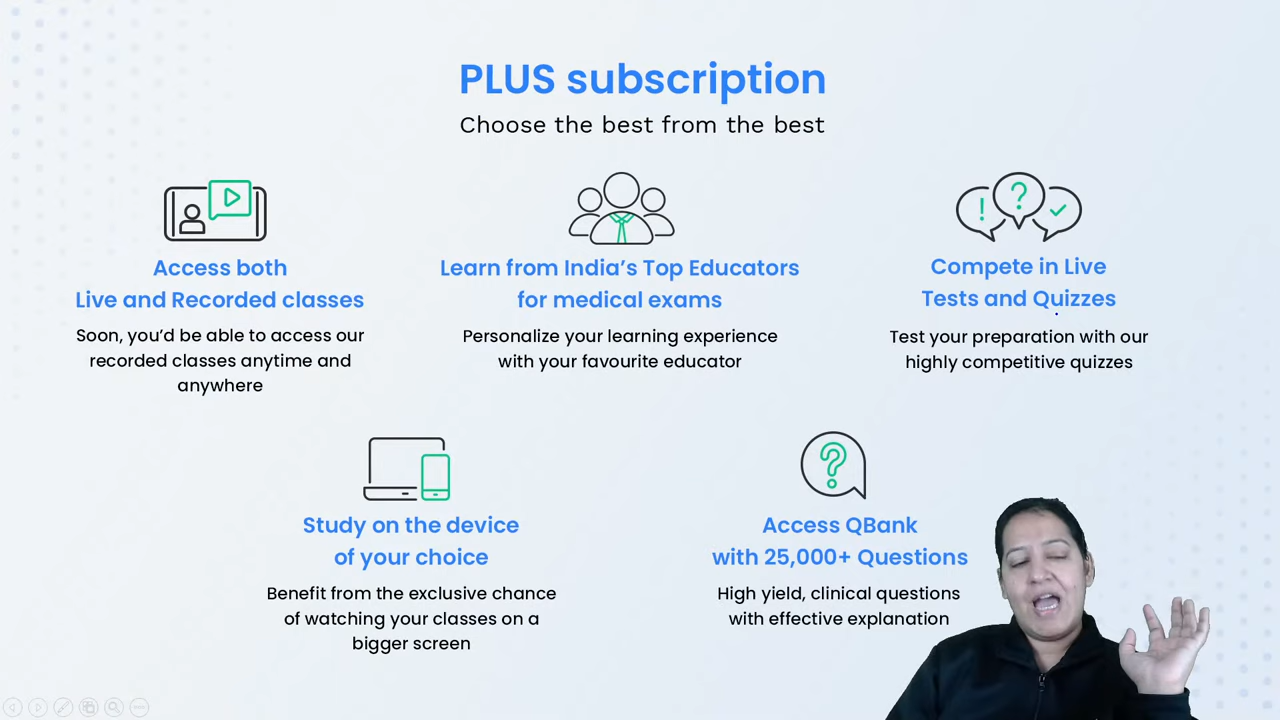 PLUS subscription
Choose the best from the best
Access both
Live and Recorded classes
Soon, you’d be able to access our
recorded classes anytime and
anywhere
Learn from India’s Top Educators
for medical exams
Personalize your learning experience
with your favourite educator
Compete in Live
Tests and Quizzes
Test your preparation with our
highly competitive quizzes
Study on the device
of your choice
Benefit from the exclusive chance
of watching your classes on a
bigger screen
Access QBank
with 25,000+ Questions
High yield, clinical questions
with effective explanation